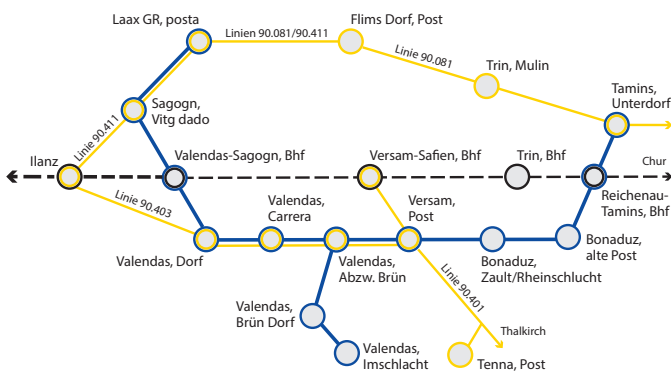 Laax GR, posta
Linien 90.081/90.411
Flims Dorf, Post
Linie 90.081
Trin, Mulin
Tamins,
Unterdorf
Sagogn,
Vitg dado
Linie 90.411
Ilanz
Valendas-Sagogn, Bhf
Versam-Safien, Bhf
Trin, Bhf
Chur
Reichenau-
Tamins, Bhf
Linie 90.403
Valendas,
Carrera
Versam,
Post
Valendas, Dorf
Valendas,
Abzw. Brün
Bonaduz,
Zault/Rheinschlucht
Bonaduz,
alte Post
Linie 90.401
Valendas,
Brün Dorf
Thalkirch
Valendas,
Imschlacht
Tenna, Post